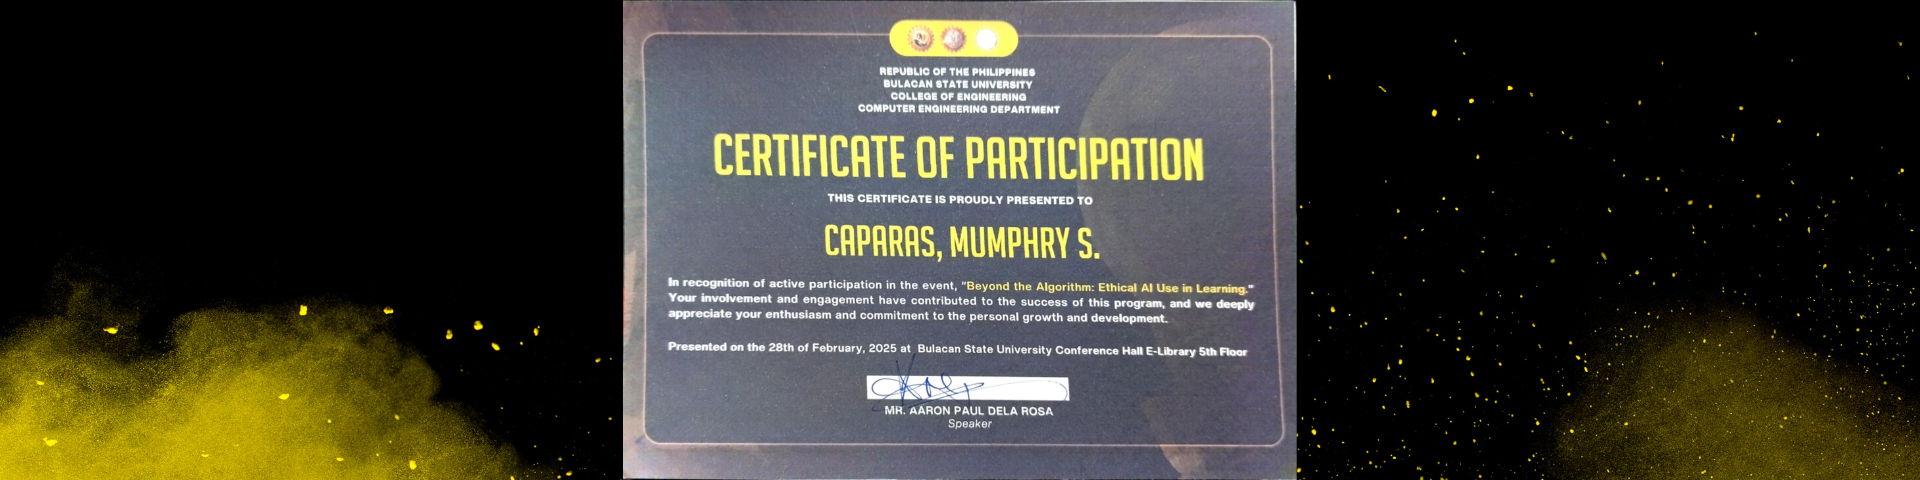 REPUBLIC OF THE PHILIPPINES
BULACAN STATE UNIVERSITY
COLLEGE OF ENGINEERING
COMPUTER ENGINEERING DEPARTMENT
CERTIFICATE OF PARTICIPATION
THIS CERTIFICATE IS PROUDLY PRESENTED TO
CAPARAS, MUMPHRY S.
In recognition of active participation in the event, "Beyond the Algorithm: Ethical AI Use in Learning."
Your involvement and engagement have contributed to the success of this program, and we deeply
appreciate your enthusiasm and commitment to the personal growth and development.
Presented on the 28th of February, 2025 at Bulacan State University Conference Hall E-Library 5th Floor
MR. AARON PAUL DELA ROSA
Speaker